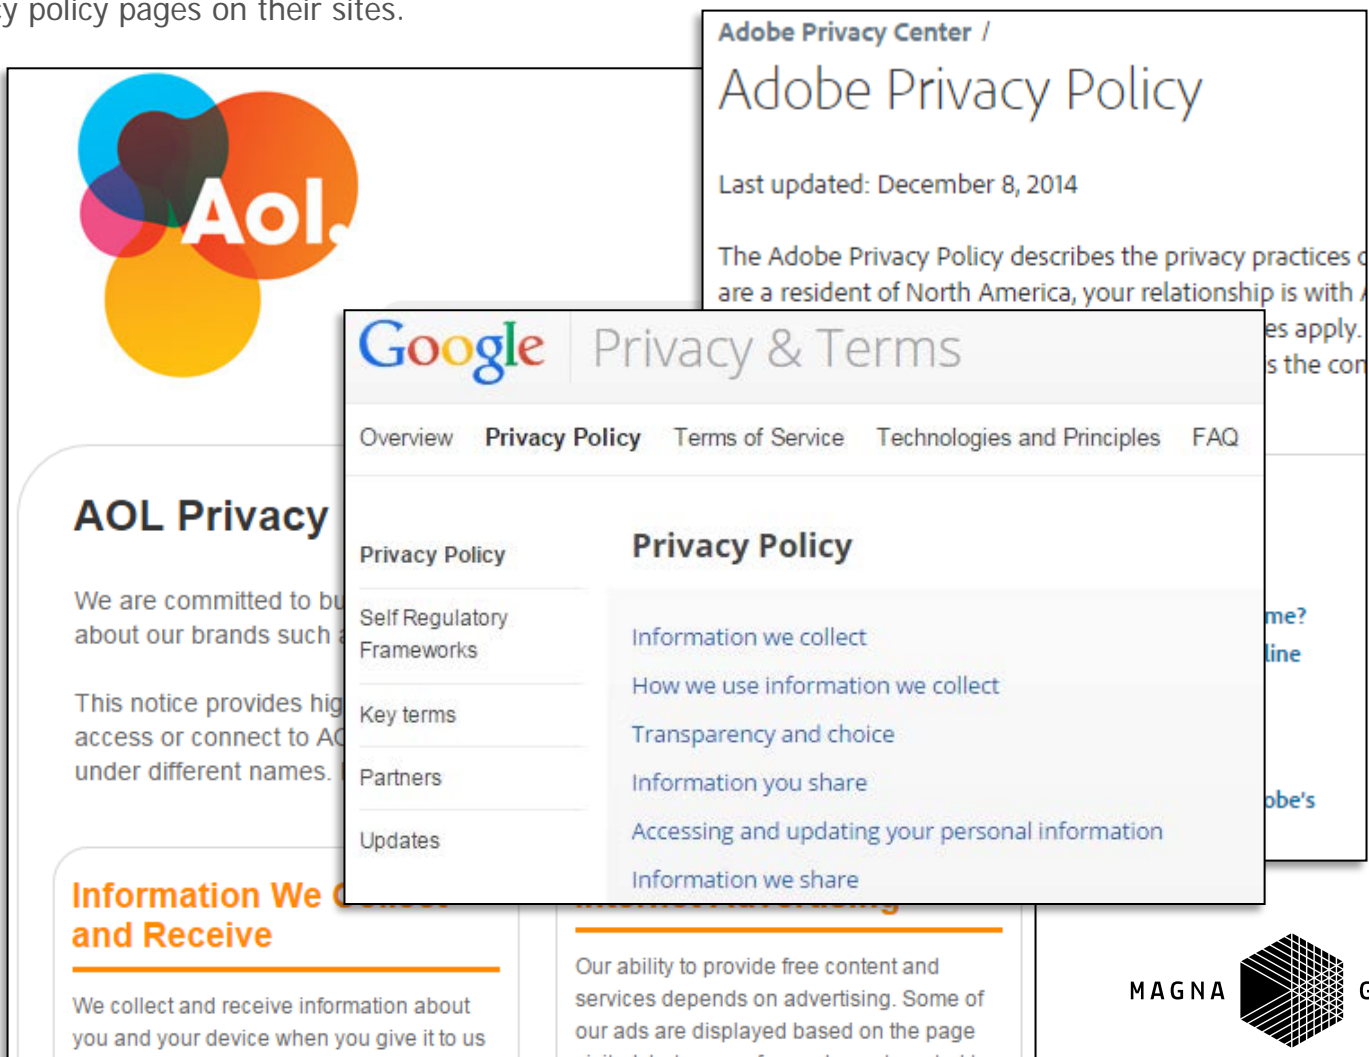 policy pages on their sites.
Aol.
AOL Privacy
We are committed to
about our brands such
This notice provides
access or connect to
under different names.
Information We Collect
and Receive
We collect and receive information about
you and your device when you give it to us
Internet Advertising
Our ability to provide free content and
services depends on advertising. Some of
our ads are displayed based on the page
Adobe Privacy Center /
Adobe Privacy Policy
Last updated: December 8, 2014
The Adobe Privacy Policy describes the privacy practices
are a resident of North America, your relationship is with
apply.
the
me?
line
obe's
Google Privacy & Terms
Overview Privacy Policy Terms of Service Technologies and Principles FAQ
Privacy Policy
Self Regulatory
Frameworks
Key terms
Partners
Updates
Privacy Policy
Information we collect
How we use information we collect
Transparency and choice
Information you share
Accessing and updating your personal information
Information we share
MAGNA G